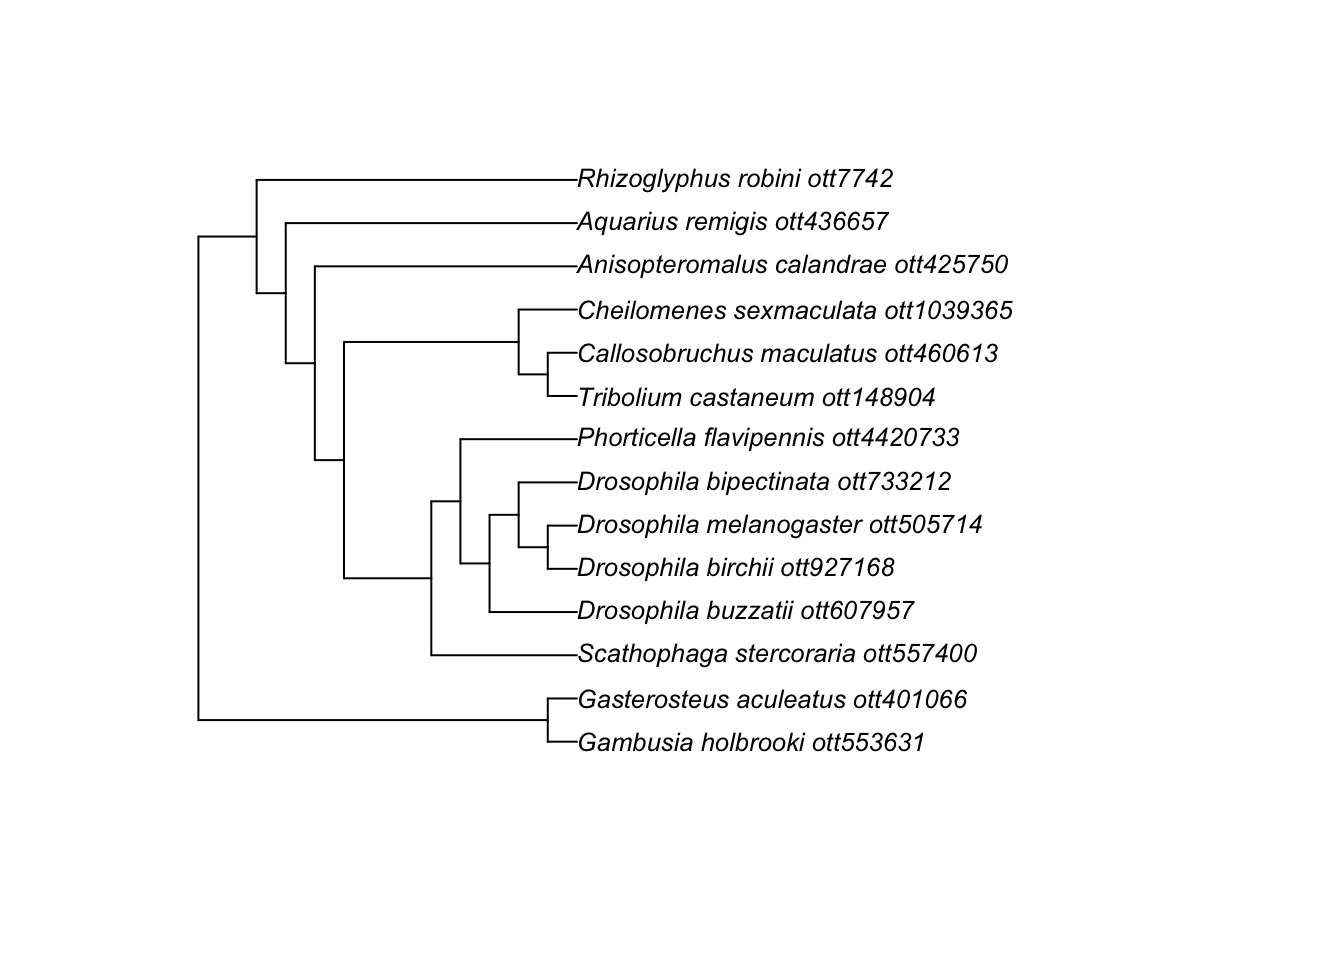 Rhizoglyphus robini ott7742
Aquarius remigis ott436657
Anisopteromalus calandrae ott425750
Cheilomenes sexmaculata ott1039365
Callosobruchus maculatus ott460613
Tribolium castaneum ott148904
Phorticella flavipennis ott4420733
Drosophila bipectinata ott733212
Drosophila melanogaster ott505714
Drosophila birchii ott927168
Drosophila buzzatii ott607957
Scathophaga stercoraria ott557400
Gasterosteus aculeatus ott401066
Gambusia holbrooki ott553631